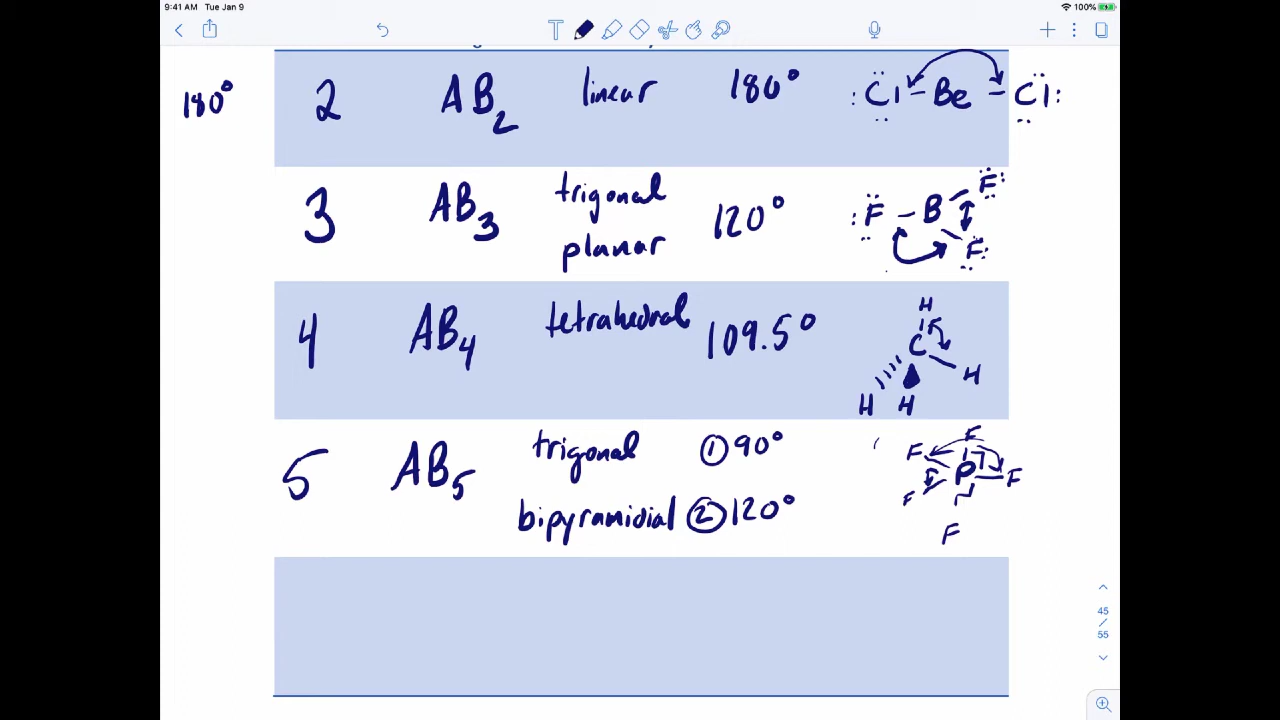 9:41 AM Tue Jan 9
100%
180°
2 AB2 linear 180° Cl – Be – Cl
3 AB3 trigonal planar 120° F – B F F
4 AB4 tetrahedral 109.5° H C H H H
5 AB5 trigonal bipyramidial ① 90° ② 120° F F F P F F F
45
/
55